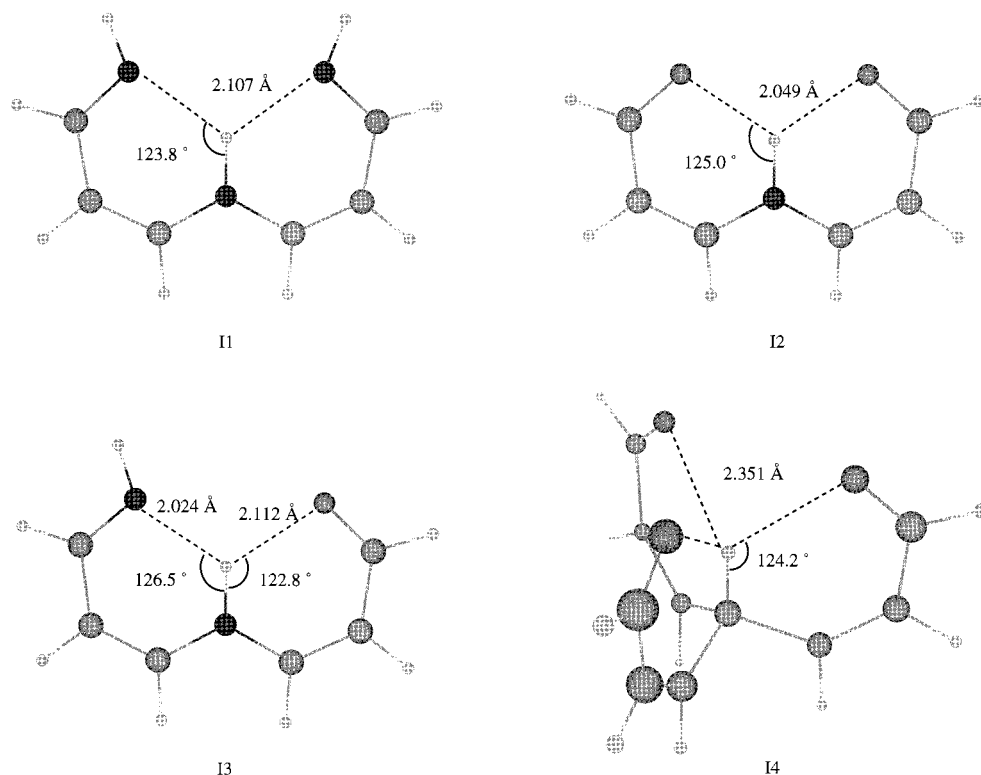 2.107 Å
123.8 °
I1
2.049 Å
125.0 °
I2
2.024 Å
2.112 Å
126.5 °
122.8 °
I3
2.351 Å
124.2 °
I4